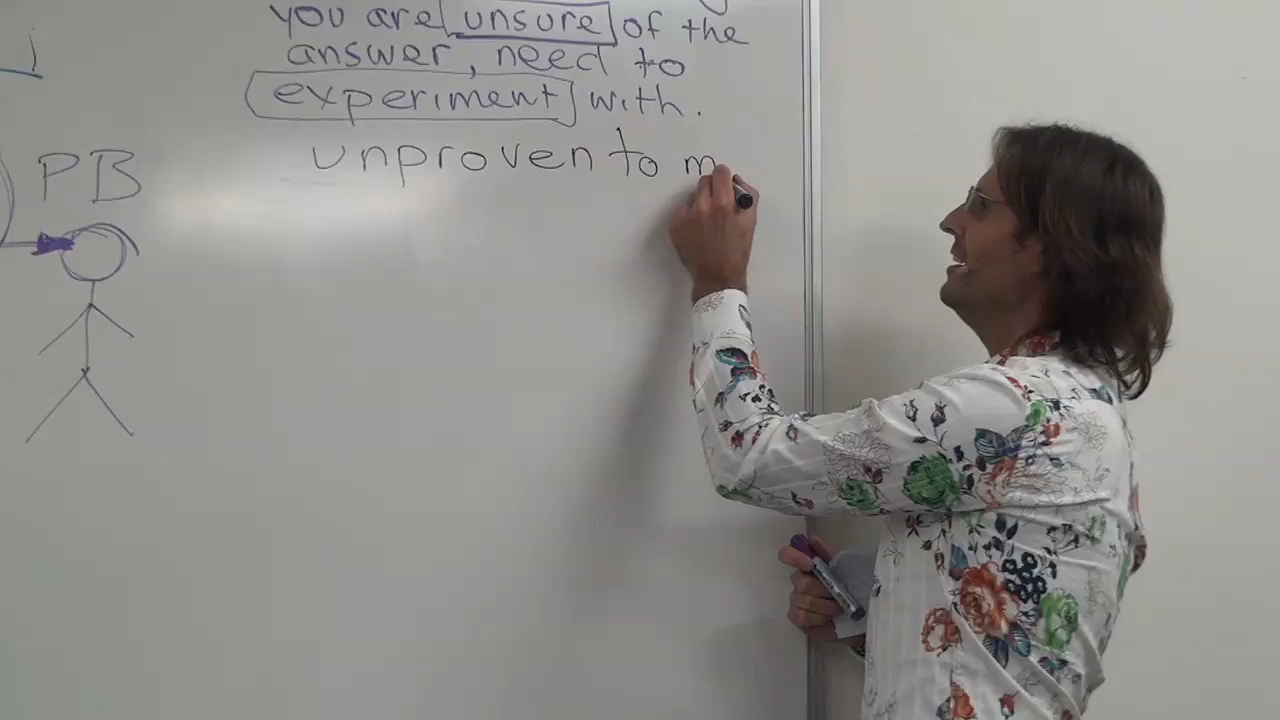 you are unsure of the
answer, need to
experiment with.
unproven to m
PB